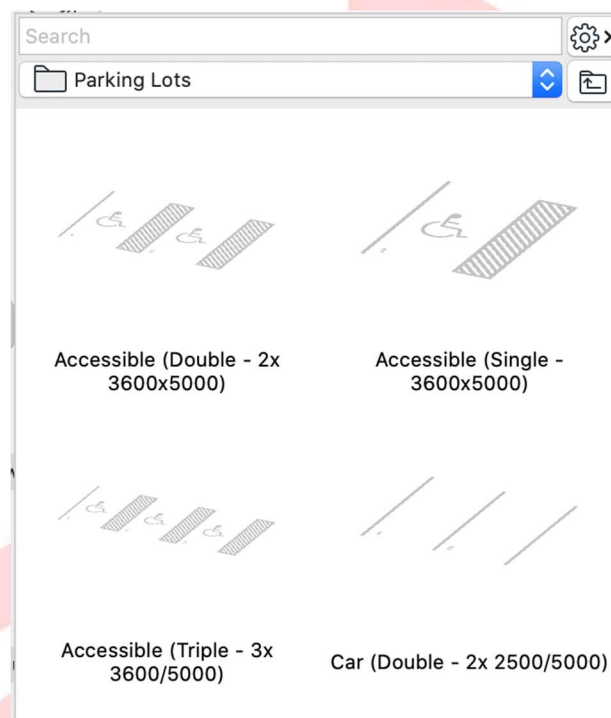 Search
Parking Lots
Accessible (Double - 2x
3600x5000)
Accessible (Single -
3600x5000)
Accessible (Triple - 3x
3600/5000)
Car (Double - 2x 2500/5000)